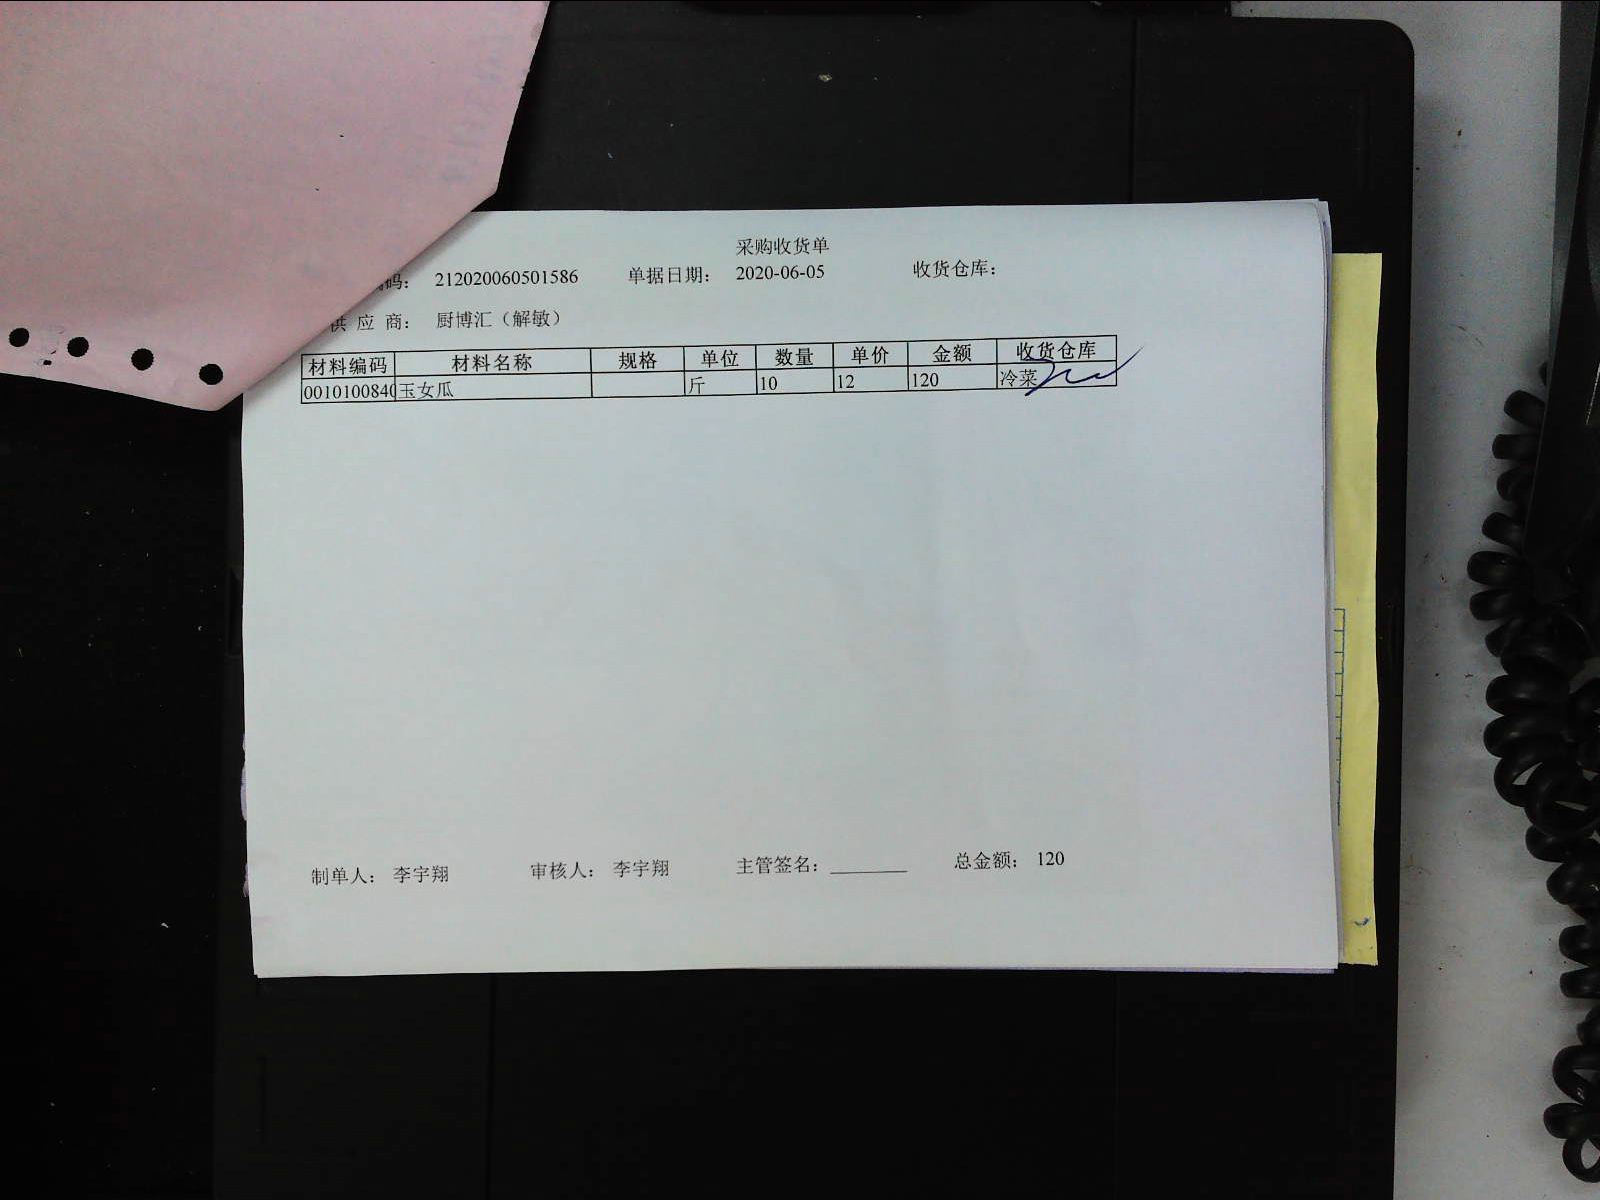 采购收货单
码： 212020060501586 单据日期： 2020-06-05 收货仓库：
供 应 商： 厨博汇（解敏）
材料编码 材料名称 规格 单位 数量 单价 金额 收货仓库
0010100840 玉女瓜 斤 10 12 120 冷菜
制单人： 李宇翔 审核人： 李宇翔 主管签名： ________ 总金额： 120